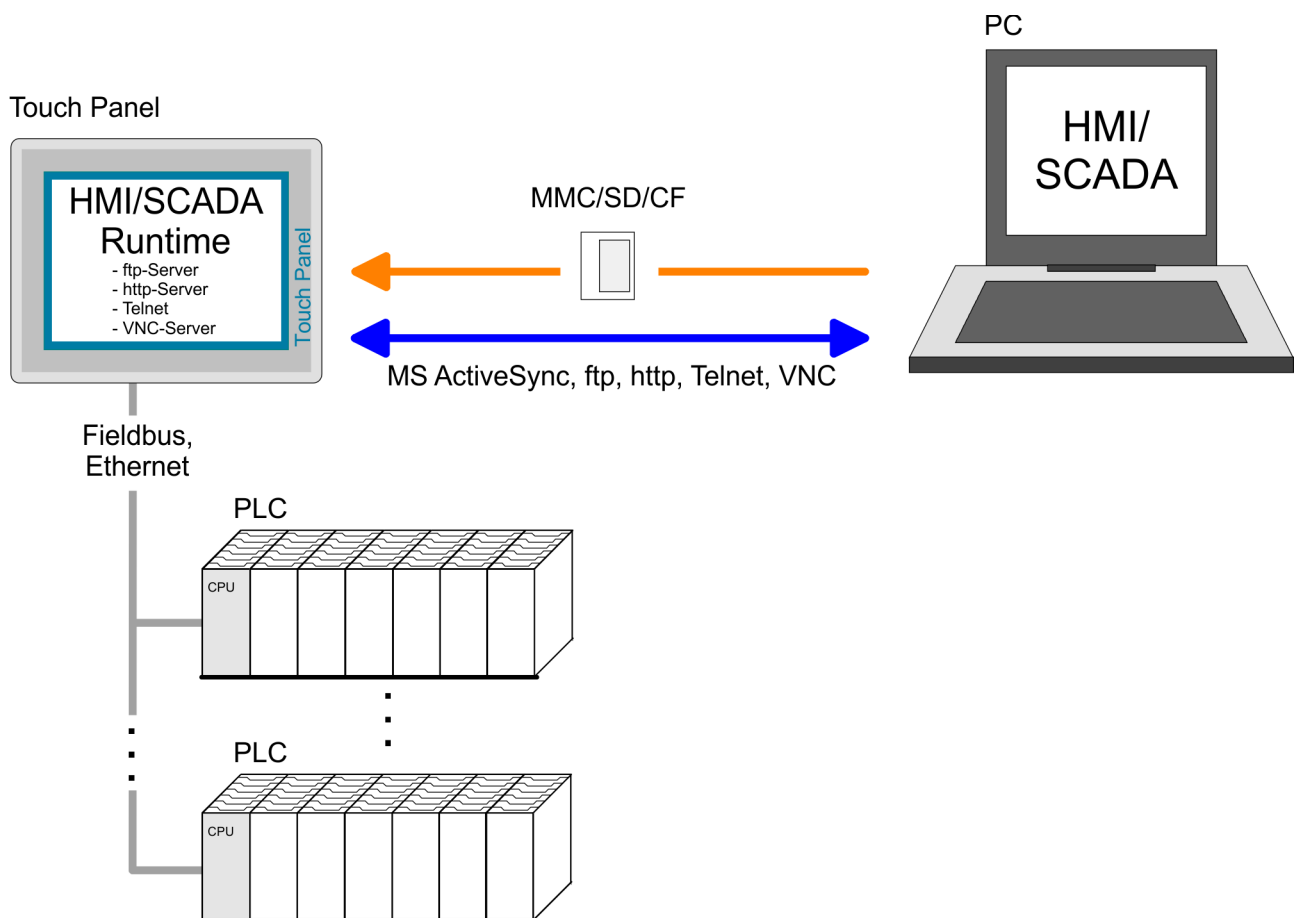 PC
Touch Panel
HMI/SCADA
Runtime
- ftp-Server
- http-Server
- Telnet
- VNC-Server
Touch Panel
MMC/SD/CF
HMI/
SCADA
MS ActiveSync, ftp, http, Telnet, VNC
Fieldbus,
Ethernet
PLC
CPU
PLC
CPU